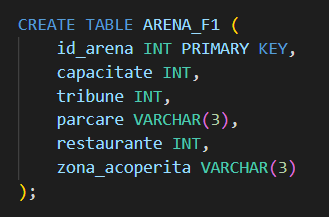 CREATE TABLE ARENA_F1 (
    id_arena INT PRIMARY KEY,
    capacitate INT,
    tribune INT,
    parcare VARCHAR(3),
    restaurante INT,
    zona_acoperita VARCHAR(3)
);